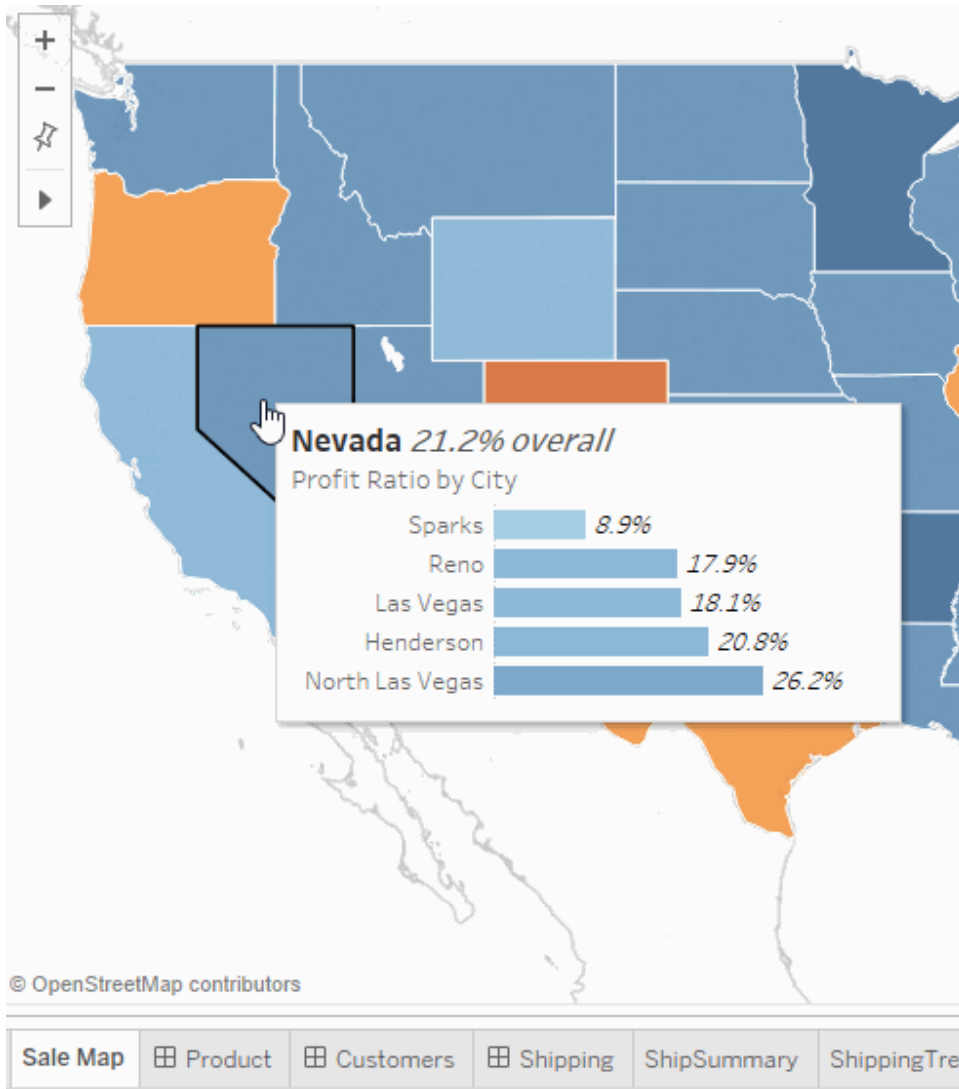 Nevada 21.2% overall
Profit Ratio by City
Sparks 8.9%
Reno 17.9%
Las Vegas 18.1%
Henderson 20.8%
North Las Vegas 26.2%
© OpenStreetMap contributors
Sale Map Product Customers Shipping ShipSummary ShippingTre